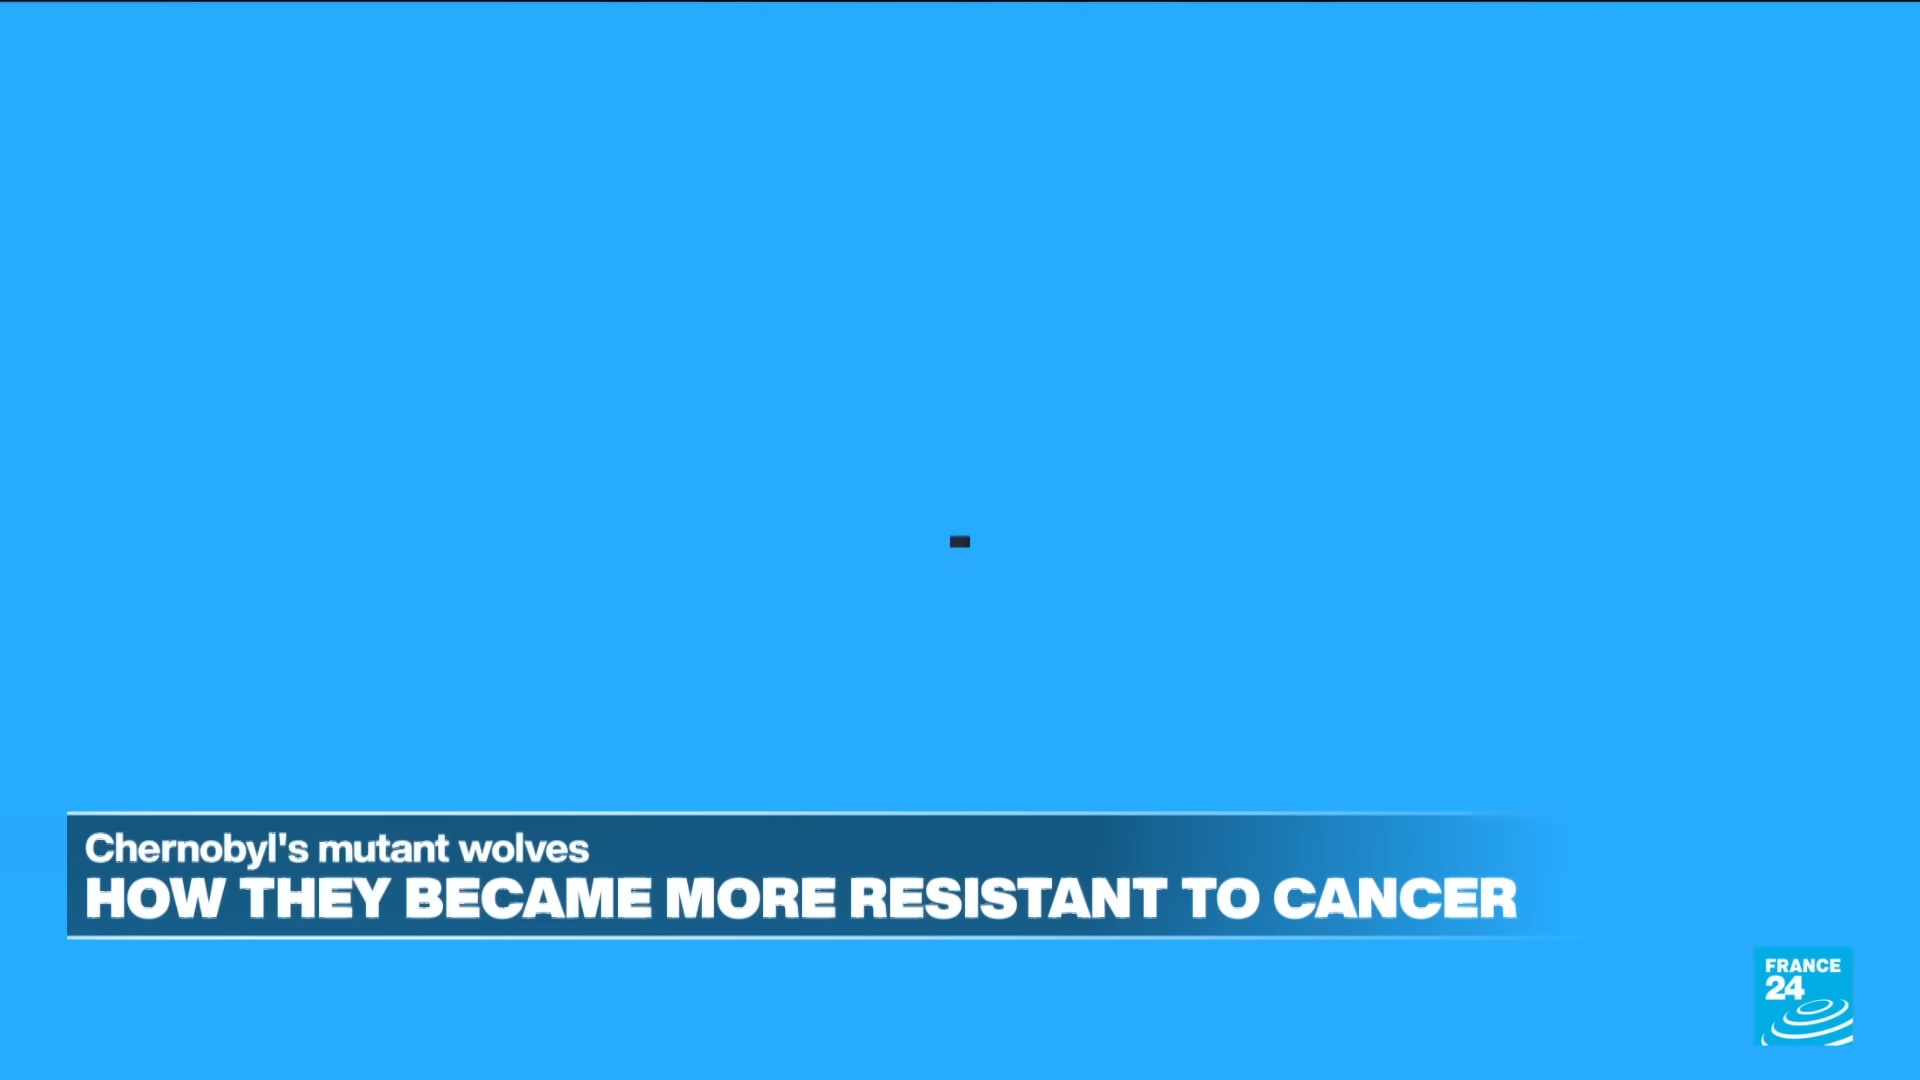 Chernobyl's mutant wolves
HOW THEY BECAME MORE RESISTANT TO CANCER
FRANCE
24